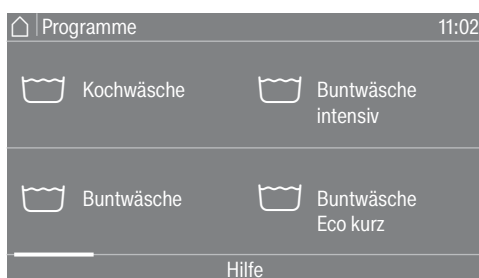 Programme 11:02
Kochwäsche
Buntwäsche
intensiv
Buntwäsche
Buntwäsche
Eco kurz
Hilfe